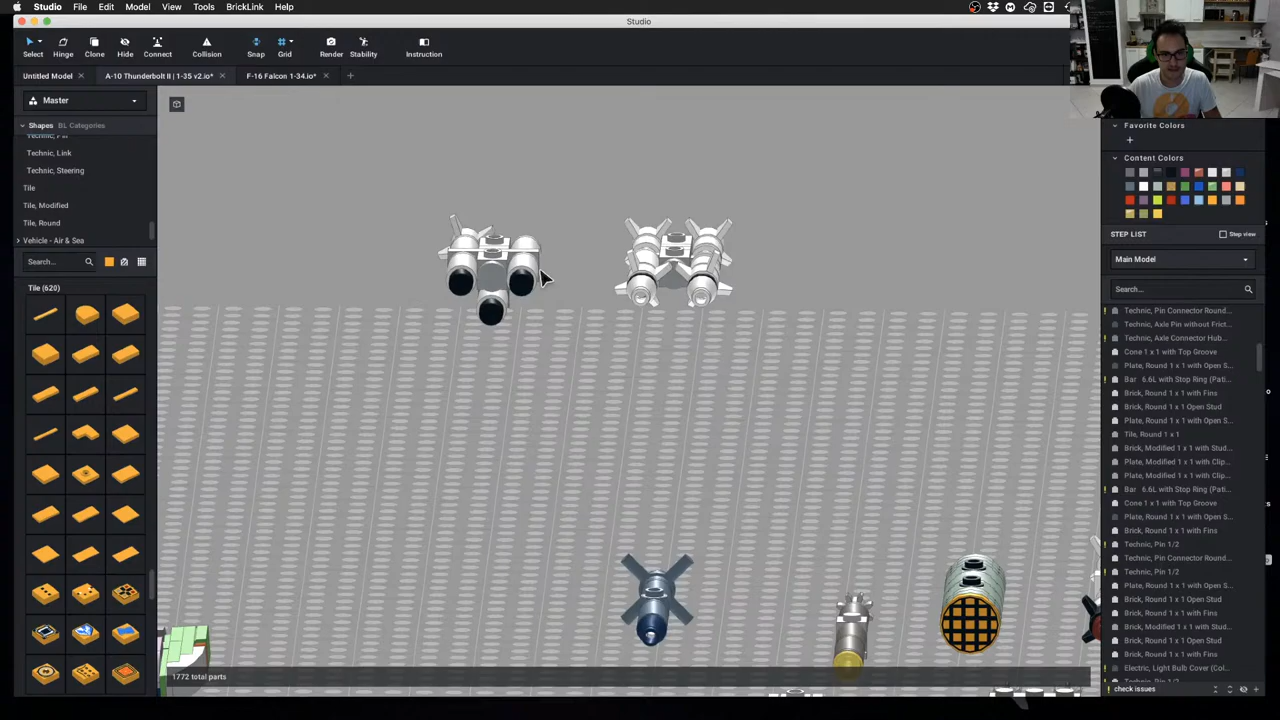 Studio File Edit Model View Tools BrickLink Help
Studio
Select Hinge Clone Hide Connect Collision Snap Grid Render Stability Instruction
Untitled Model A-10 Thunderbolt II | 1-35 v2.io* F-16 Falcon 1-34.io*
Master
Shapes BL Categories
Technic, Link
Technic, Steering
Tile
Tile, Modified
Tile, Round
Vehicle - Air & Sea
Search...
Tile (620)
1772 total parts
Favorite Colors
Content Colors
STEP LIST Step view
Main Model
Search...
Technic, Pin Connector Round...
Technic, Axle Pin without Frict...
Technic, Axle Connector Hub...
Cone 1 x 1 with Top Groove
Plate, Round 1 x 1 with Open S...
Bar 6.6L with Stop Ring (Pati...
Brick, Round 1 x 1 with Fins
Brick, Round 1 x 1 Open Stud
Plate, Round 1 x 1 with Open S...
Tile, Round 1 x 1
Brick, Modified 1 x 1 with Stud...
Plate, Modified 1 x 1 with Clip...
Plate, Modified 1 x 1 with Clip...
Bar 6.6L with Stop Ring (Pati...
Cone 1 x 1 with Top Groove
Plate, Round 1 x 1 with Open S...
Brick, Round 1 x 1 with Fins
Technic, Pin 1/2
Technic, Pin Connector Round...
Technic, Pin 1/2
Plate, Round 1 x 1 with Open S...
Brick, Round 1 x 1 Open Stud
Brick, Round 1 x 1 with Fins
Brick, Modified 1 x 1 with Stud...
Brick, Round 1 x 1 Open Stud
Brick, Round 1 x 1 with Fins
Electric, Light Bulb Cover (Col...
check issues